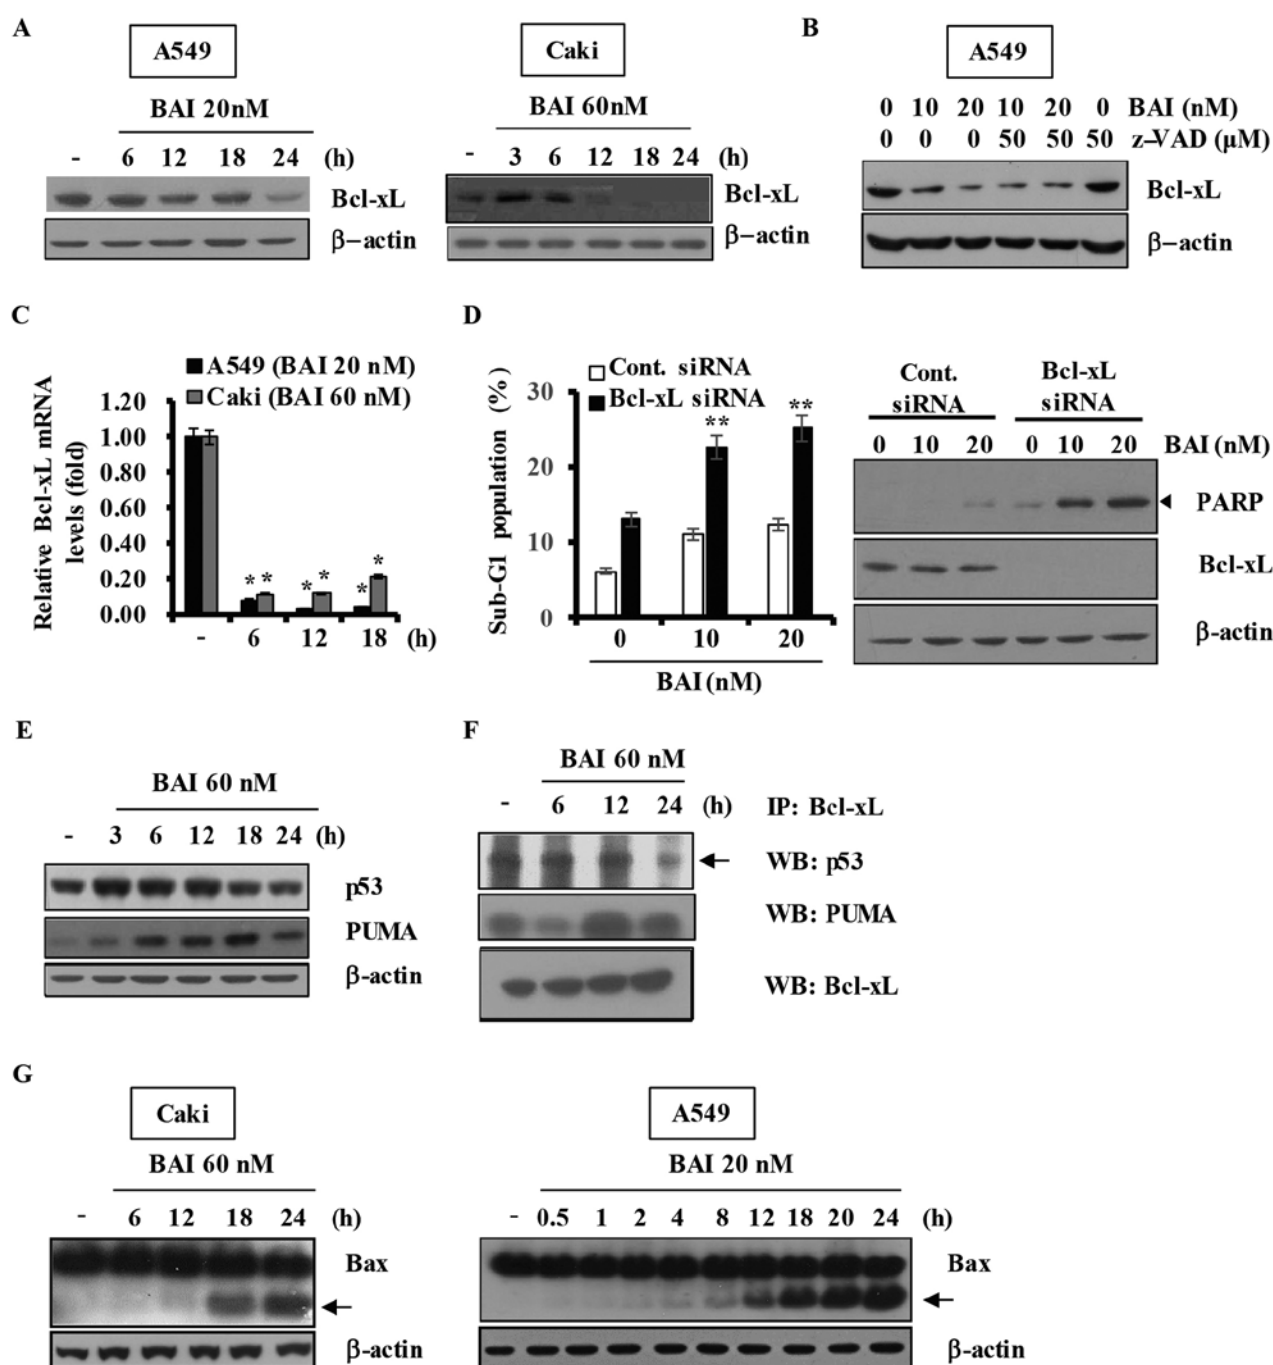 A
A549
BAI 20nM
- 6 12 18 24 (h)
Bcl-xL
β-actin
Caki
BAI 60nM
- 3 6 12 18 24 (h)
Bcl-xL
β-actin
B
A549
0 10 20 10 20 0 BAI (nM)
0 0 0 50 50 50 z-VAD (μM)
Bcl-xL
β-actin
C
A549 (BAI 20 nM)
Caki (BAI 60 nM)
Relative Bcl-xL mRNA
levels (fold)
1.20
1.00
0.80
0.60
0.40
0.20
0.00
* * * * * *
- 6 12 18 (h)
D
Cont. siRNA
Bcl-xL siRNA
Sub-G1 population (%)
30
20
10
0
** **
0 10 20
BAI (nM)
Cont.
siRNA
Bcl-xL
siRNA
0 10 20 0 10 20 BAI (nM)
PARP
Bcl-xL
β-actin
E
BAI 60 nM
- 3 6 12 18 24 (h)
p53
PUMA
β-actin
F
BAI 60 nM
- 6 12 24 (h) IP: Bcl-xL
WB: p53
WB: PUMA
WB: Bcl-xL
G
Caki
BAI 60 nM
- 6 12 18 24 (h)
Bax
β-actin
A549
BAI 20 nM
- 0.5 1 2 4 8 12 18 20 24 (h)
Bax
β-actin